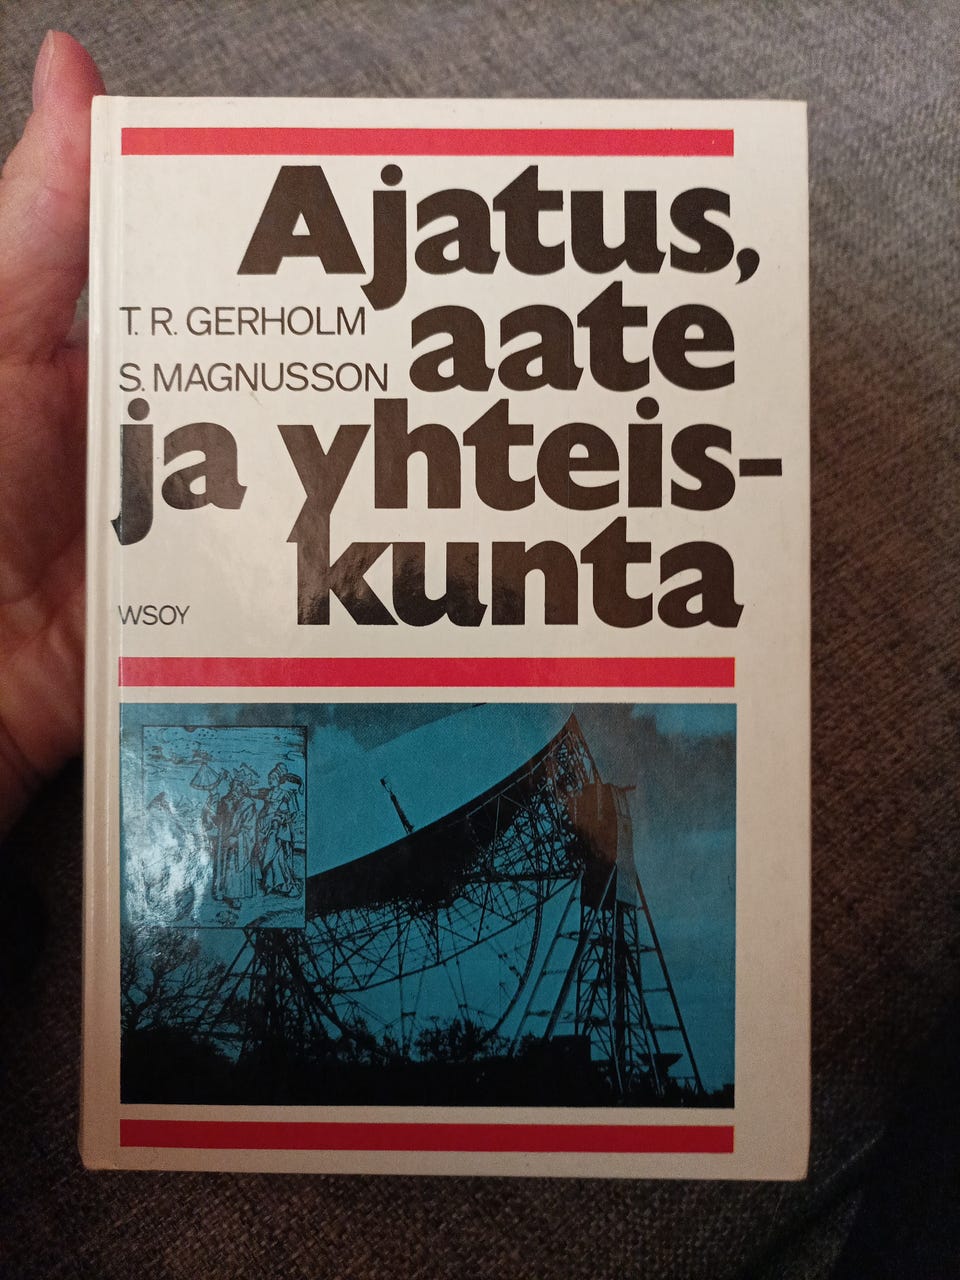 Ajatus,
T. R. GERHOLM
aate
S. MAGNUSSON
ja yhteis-
kunta
WSOY